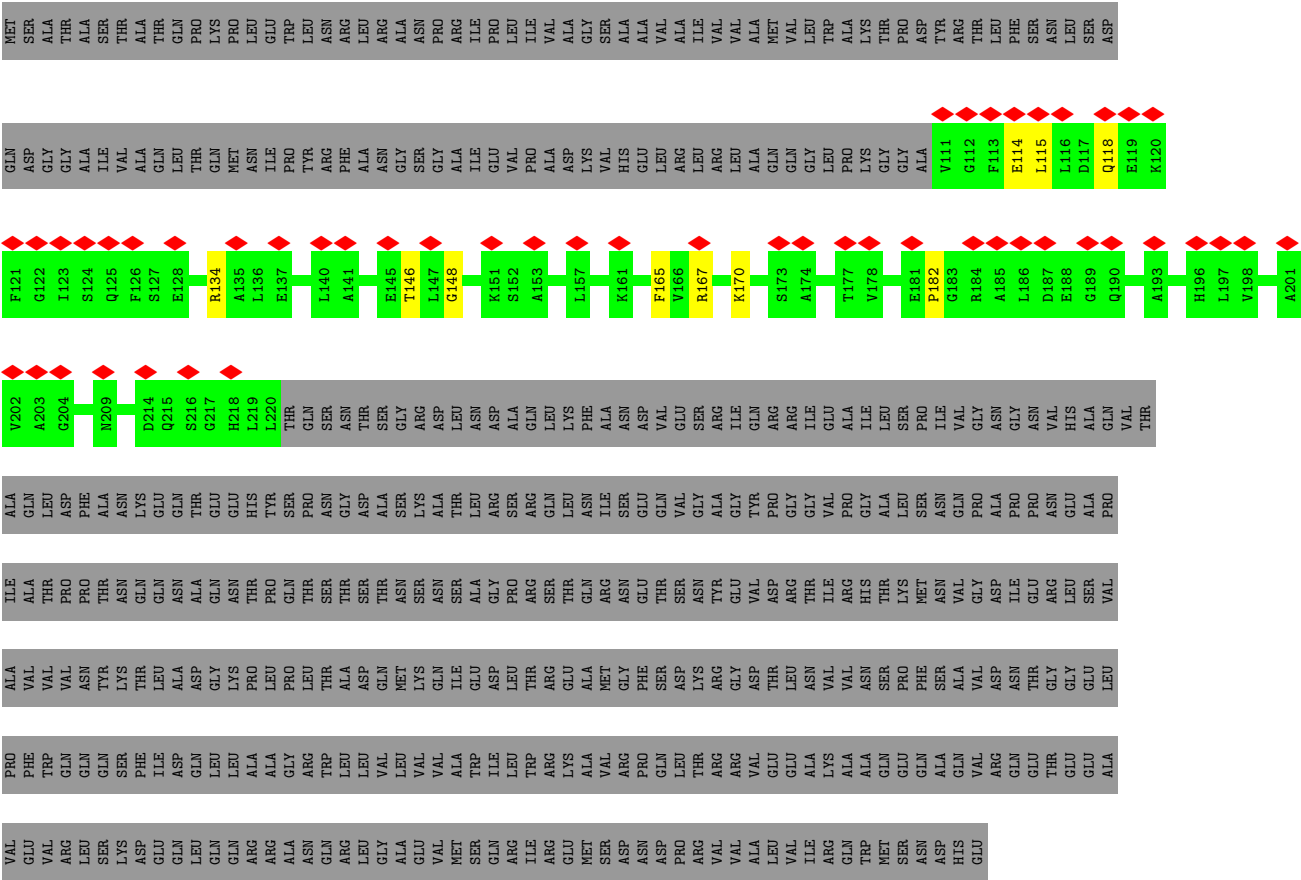 MET SER ALA THR ALA SER THR ALA THR GLN PRO LYS PRO LEU GLU TRP LEU ASN ARG LEU ARG ALA ASN PRO ARG ILE PRO LEU ILE VAL ALA GLY SER ALA ALA VAL ALA ILE VAL VAL ALA MET VAL LEU TRP ALA LYS THR PRO ASP TYR ARG THR LEU PHE SER ASN LEU SER ASP
GLN ASP GLY GLY ALA ILE VAL ALA GLN LEU THR GLN MET ASN ILE PRO TYR ARG PHE ALA ASN GLY SER GLY ALA ILE GLU VAL PRO ALA ASP LYS VAL HIS GLU LEU ARG LEU ARG LEU ALA GLN GLN GLY LEU PRO LYS GLY GLY ALA V111 G112 F113 E114 L115 L116 D117 Q118 E119 K120
F121 G122 I123 S124 Q125 F126 S127 E128 R134 A135 L136 E137 L140 A141 E145 T146 L147 G148 K151 S152 A153 L157 K161 F165 V166 R167 K170 S173 A174 T177 V178 E181 P182 G183 R184 A185 L186 D187 E188 G189 Q190 A193 H196 L197 V198 A201
V202 A203 G204 N209 D214 Q215 S216 G217 H218 L219 L220 THR GLN SER ASN THR SER GLY ARG ASP LEU ASN ASP ALA GLN LEU LYS PHE ALA ASN ASP VAL GLU SER ARG ILE GLN ARG ARG ILE GLU ALA ILE LEU SER PRO ILE VAL GLY ASN GLY ASN VAL HIS ALA GLN VAL THR
ALA GLN LEU ASP PHE ALA ASN LYS GLU GLN THR GLU GLU HIS TYR SER PRO ASN GLY ASP ALA SER LYS ALA THR LEU ARG SER ARG GLN LEU ASN ILE SER GLU GLN VAL GLY ALA GLY TYR PRO GLY GLY VAL PRO GLY ALA LEU SER ASN GLN PRO ALA PRO PRO ASN GLU ALA PRO
ILE ALA THR PRO PRO THR ASN GLN GLN ASN ALA GLN ASN THR PRO GLN THR SER THR SER THR ASN SER ASN SER ALA GLY PRO ARG SER THR GLN ARG ASN GLU THR SER ASN TYR GLU VAL ASP ARG THR ILE ARG HIS THR LYS MET ASN VAL GLY ASP ILE GLU ARG LEU SER VAL
ALA VAL VAL VAL ASN TYR LYS THR LEU ALA ASP GLY LYS PRO LEU PRO LEU THR ALA ASP GLN MET LYS GLN ILE GLU ASP LEU THR ARG GLU ALA MET GLY PHE SER ASP LYS ARG GLY ASP THR LEU ASN VAL VAL ASN SER PRO PHE SER ALA VAL ASP ASN THR GLY GLY GLU LEU
PRO PHE TRP GLN GLN GLN SER PHE ILE ASP GLN LEU LEU ALA ALA GLY ARG TRP LEU LEU VAL LEU VAL VAL ALA TRP ILE LEU TRP ARG LYS ALA VAL ARG PRO GLN LEU THR ARG ARG VAL GLU GLU ALA LYS ALA ALA GLN GLU GLN ALA GLN VAL ARG GLN GLU THR GLU GLU ALA
VAL GLU VAL ARG LEU SER LYS ASP GLU GLN LEU GLN GLN ARG ARG ALA ASN GLN ARG LEU GLY ALA GLU VAL MET SER GLN ARG ILE ARG GLU MET SER ASP ASN ASP PRO ARG VAL VAL ALA LEU VAL ILE ARG GLN TRP MET SER ASN ASP HIS GLU